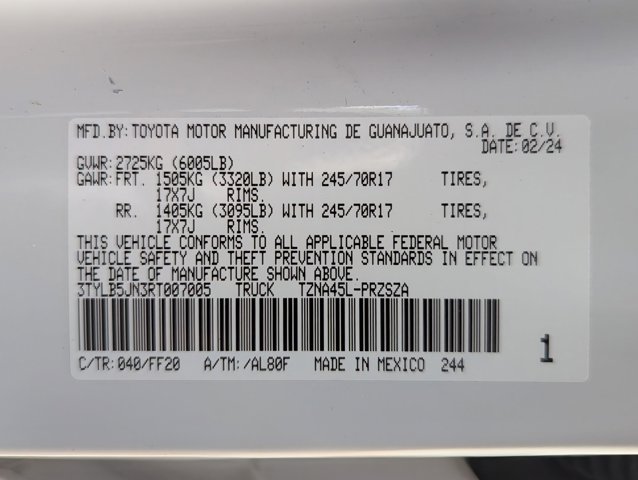 MFD.BY:TOYOTA MOTOR MANUFACTURING DE GUANAJUATO, S.A. DE C.V.
DATE:02/24
GVWR:2725KG (6005LB)
GAWR:FRT. 1505KG (3320LB) WITH 245/70R17 TIRES,
17X7J RIMS.
RR. 1405KG (3095LB) WITH 245/70R17 TIRES,
17X7J RIMS.
THIS VEHICLE CONFORMS TO ALL APPLICABLE FEDERAL MOTOR
VEHICLE SAFETY AND THEFT PREVENTION STANDARDS IN EFFECT ON
THE DATE OF MANUFACTURE SHOWN ABOVE.
3TYLB5JN3RT007005 TRUCK TZNA45L-PRZSZA
C/TR:040/FF20 A/TM:/AL80F MADE IN MEXICO 244 1